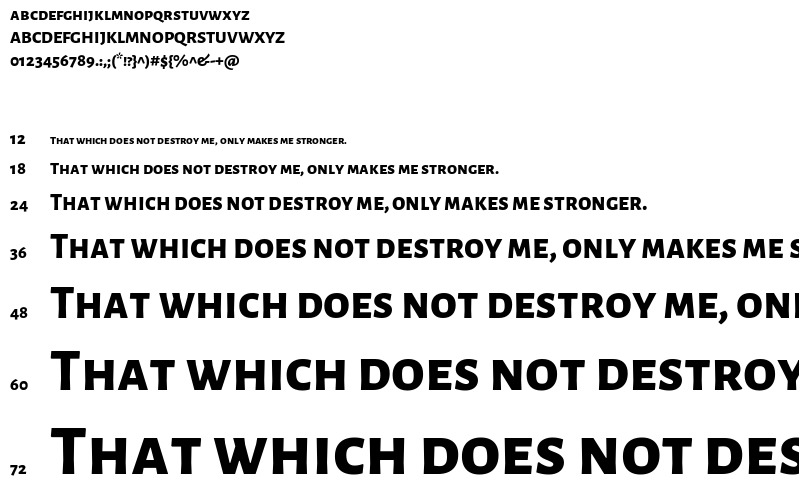 ABCDEFGHIJKLMNOPQRSTUVWXYZ
ABCDEFGHIJKLMNOPQRSTUVWXYZ
0123456789.:,;(*!?}^)#${%^&-+@
12 That which does not destroy me, only makes me stronger.
18 That which does not destroy me, only makes me stronger.
24 That which does not destroy me, only makes me stronger.
36 That which does not destroy me, only makes me s
48 That which does not destroy me, onl
60 That which does not destroy
72 That which does not des